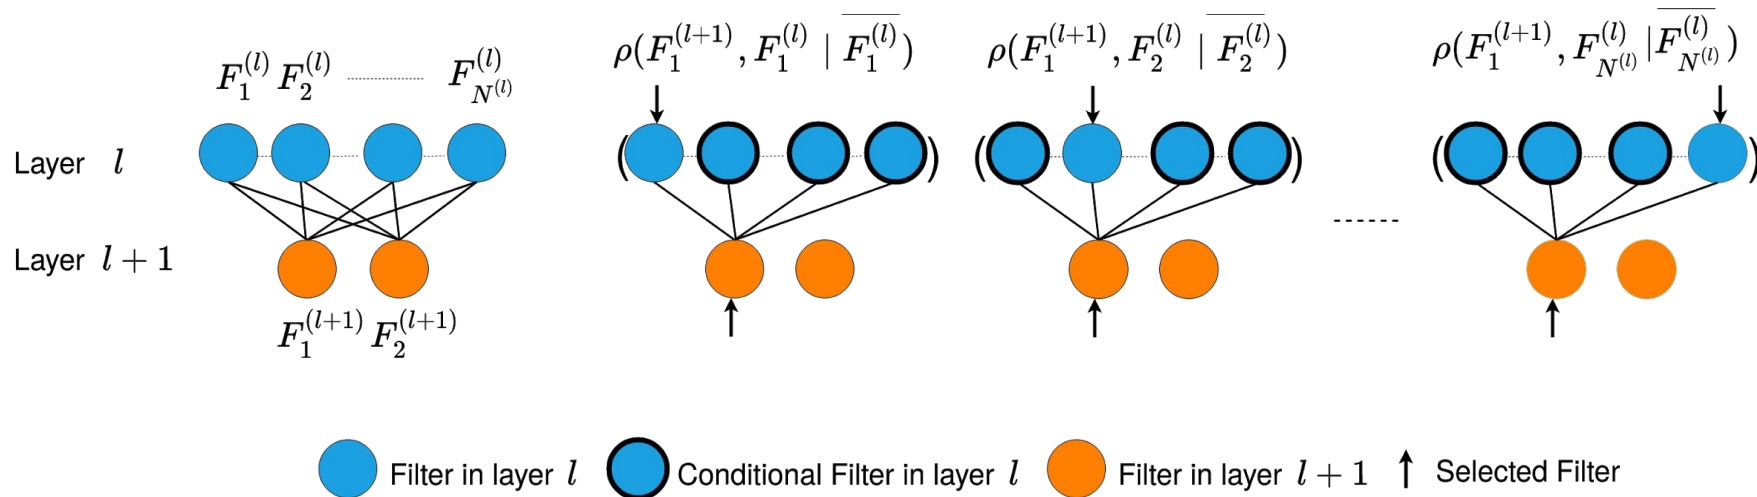 F_1^{(l)} F_2^{(l)} ............ F_{N^{(l)}}^{(l)}
ρ(F_1^{(l+1)}, F_1^{(l)} | \overline{F_1^{(l)}})
ρ(F_1^{(l+1)}, F_2^{(l)} | \overline{F_2^{(l)}})
ρ(F_1^{(l+1)}, F_{N^{(l)}}^{(l)} | \overline{F_{N^{(l)}}^{(l)}})
Layer l
( )
( )
( )
Layer l + 1
------
F_1^{(l+1)} F_2^{(l+1)}
Filter in layer l
Conditional Filter in layer l
Filter in layer l + 1
Selected Filter